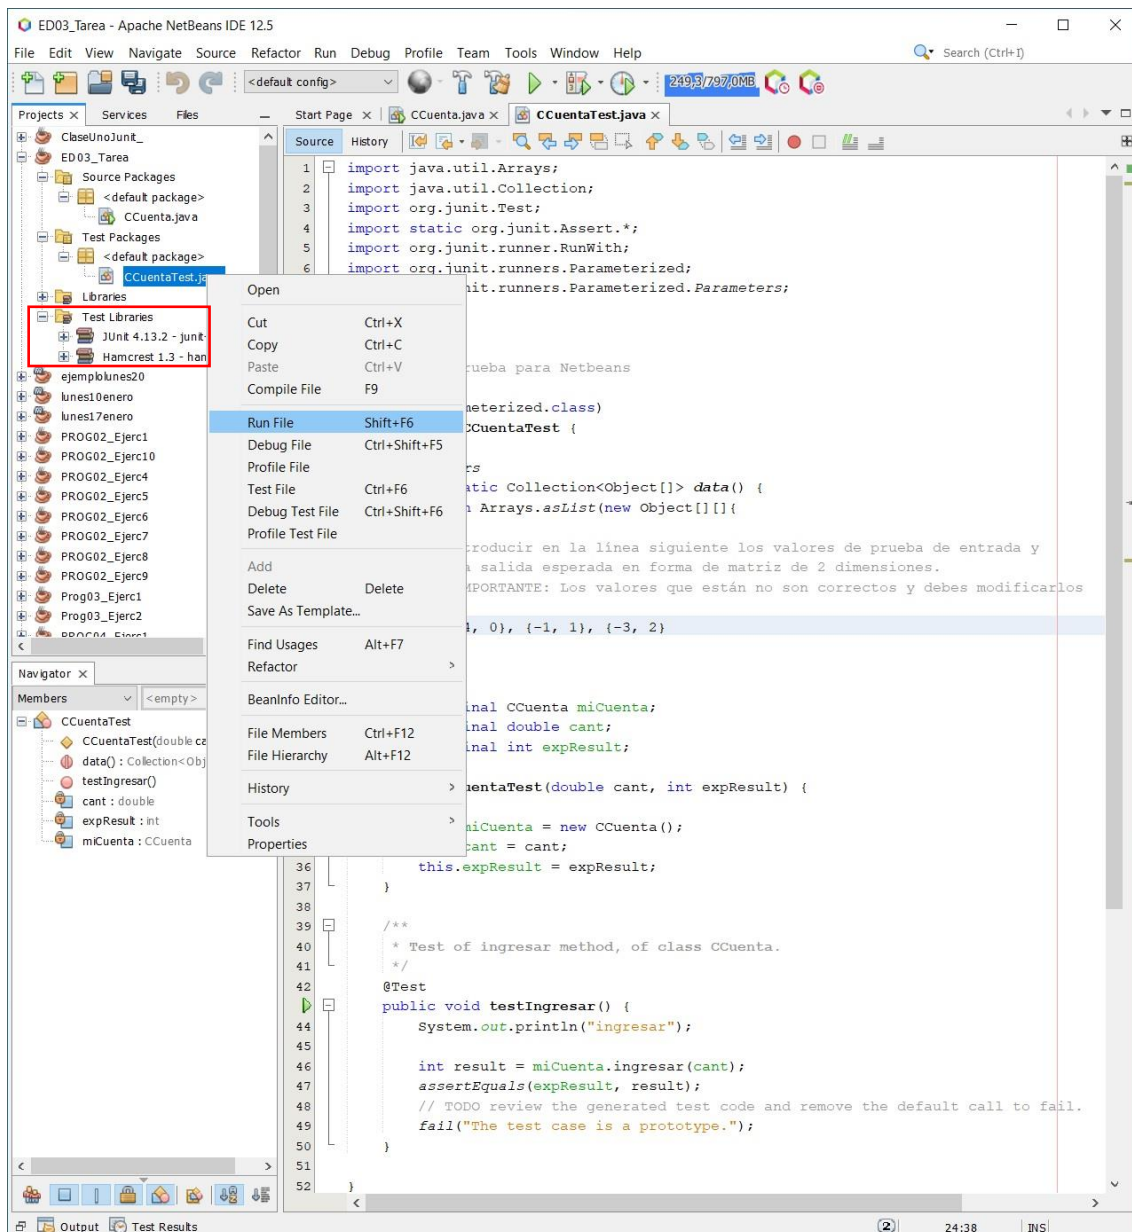 ED03_Tarea - Apache NetBeans IDE 12.5
File Edit View Navigate Source Refactor Run Debug Profile Team Tools Window Help
Search (Ctrl+I)
<default config>
249,3/797,0MB
Projects Services Files
ClaseUnoJunit_
ED03_Tarea
Source Packages
<default package>
CCuenta.java
Test Packages
<default package>
CCuentaTest.ja
Libraries
Test Libraries
JUnit 4.13.2 - junit-
Hamcrest 1.3 - han
ejemplolunes20
lunes10enero
lunes17enero
PROG02_Ejerc1
PROG02_Ejerc10
PROG02_Ejerc4
PROG02_Ejerc5
PROG02_Ejerc6
PROG02_Ejerc7
PROG02_Ejerc8
PROG02_Ejerc9
Prog03_Ejerc1
Prog03_Ejerc2
PROG04_Ejerc1
Navigator
Members <empty>
CCuentaTest
CCuentaTest(double ca
data() : Collection<Obj
testIngresar()
cant : double
expResult : int
miCuenta : CCuenta
Open
Cut Ctrl+X
Copy Ctrl+C
Paste Ctrl+V
Compile File F9
Run File Shift+F6
Debug File Ctrl+Shift+F5
Profile File
Test File Ctrl+F6
Debug Test File Ctrl+Shift+F6
Profile Test File
Add
Delete Delete
Save As Template...
Find Usages Alt+F7
Refactor
BeanInfo Editor...
File Members Ctrl+F12
File Hierarchy Alt+F12
History
Tools
Properties
Start Page CCuenta.java CCuentaTest.java
Source History
1 import java.util.Arrays;
2 import java.util.Collection;
3 import org.junit.Test;
4 import static org.junit.Assert.*;
5 import org.junit.runner.RunWith;
6 import org.junit.runners.Parameterized;
nit.runners.Parameterized.Parameters;
rueba para Netbeans
meterized.class)
CCuentaTest {
rs
atic Collection<Object[]> data() {
n Arrays.asList(new Object[][]{
troducir en la línea siguiente los valores de prueba de entrada y
a salida esperada en forma de matriz de 2 dimensiones.
MPORTANTE: Los valores que están no son correctos y debes modificarlos
4, 0}, {-1, 1}, {-3, 2}
inal CCuenta miCuenta;
inal double cant;
inal int expResult;
uentaTest(double cant, int expResult) {
miCuenta = new CCuenta();
cant = cant;
36 this.expResult = expResult;
37 }
38
39 /**
40 * Test of ingresar method, of class CCuenta.
41 */
42 @Test
public void testIngresar() {
44 System.out.println("ingresar");
45
46 int result = miCuenta.ingresar(cant);
47 assertEquals(expResult, result);
48 // TODO review the generated test code and remove the default call to fail.
49 fail("The test case is a prototype.");
50 }
51
52 }
Output Test Results
2 24:38 INS